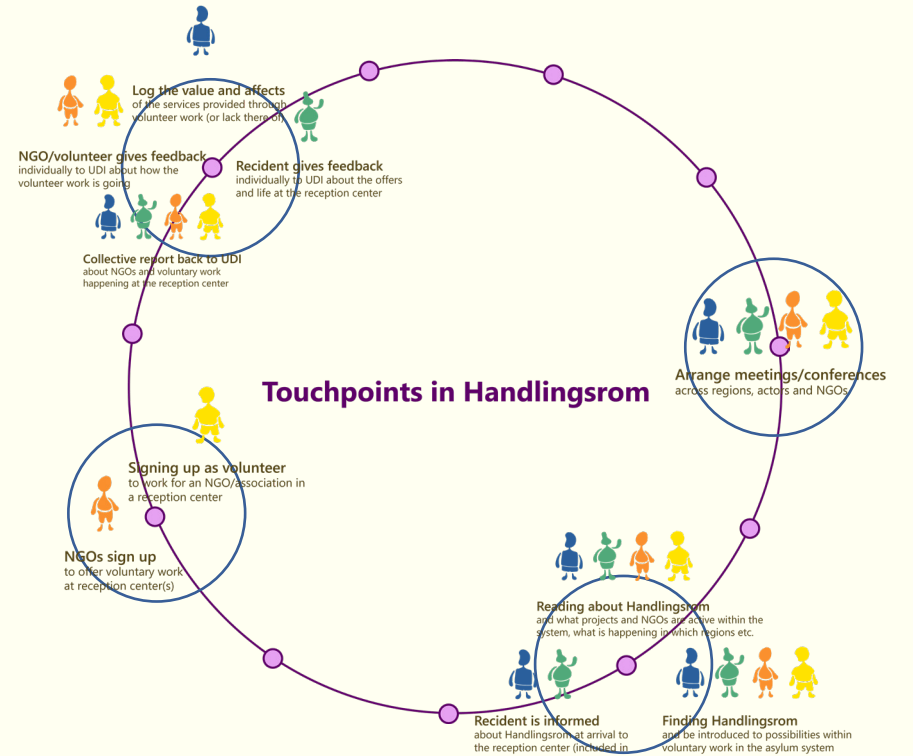 Log the value and affects
of the services provided through
volunteer work (or lack there of)
NGO/volunteer gives feedback
individually to UDI about how the
volunteer work is going
Recident gives feedback
individually to UDI about the offers
and life at the reception center
Collective report back to UDI
about NGOs and voluntary work
happening at the reception center
Arrange meetings/conferences
across regions, actors and NGOs
Touchpoints in Handlingsrom
Signing up as volunteer
to work for an NGO/association in
a reception center
NGOs sign up
to offer voluntary work
at reception center(s)
Reading about Handlingsrom
and what projects and NGOs are active within the
system, what is happening in which regions etc.
Recident is informed
about Handlingsrom at arrival to
the reception center (included in
Finding Handlingsrom
and be introduced to possibilities within
voluntary work in the asylum system